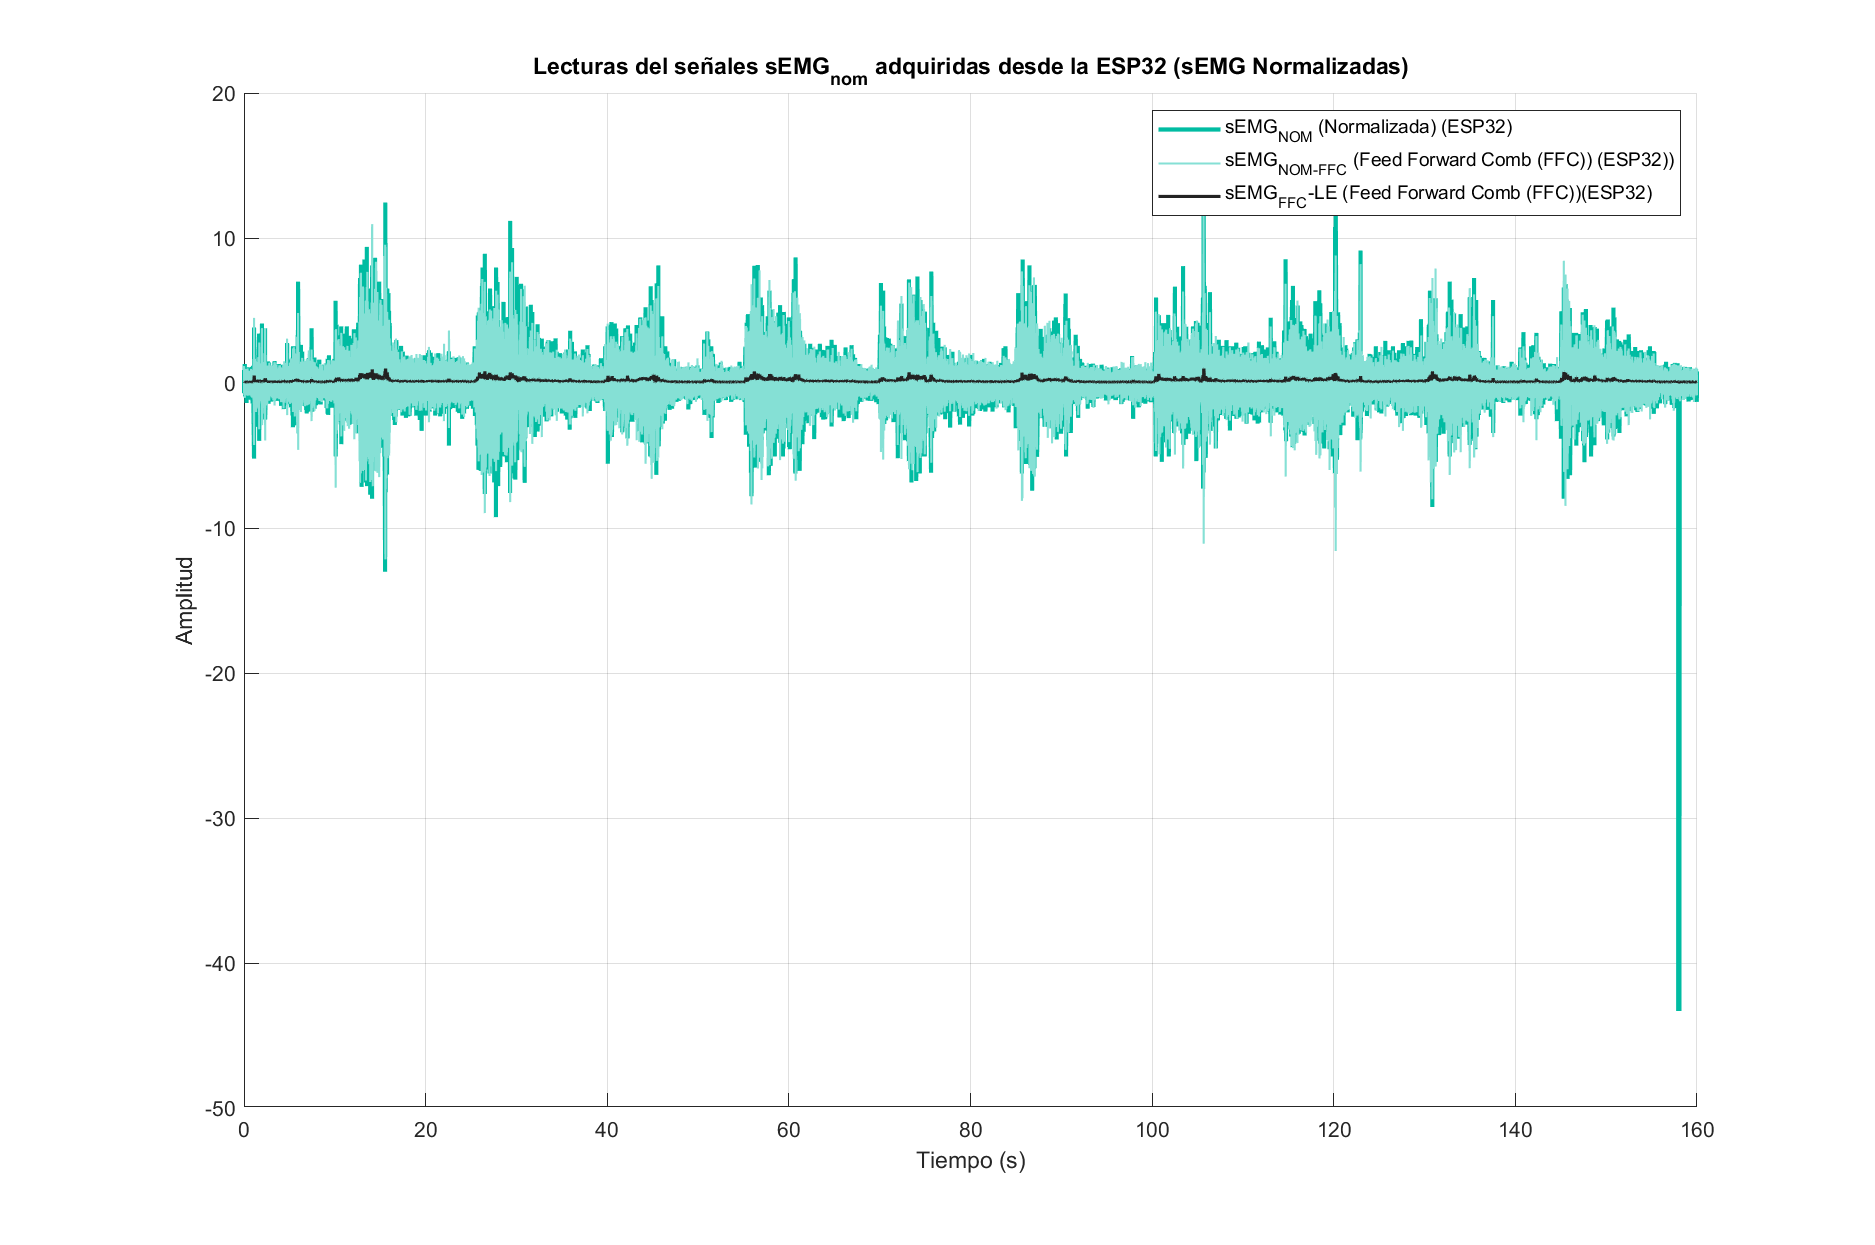 Lecturas del señales sEMGnom adquiridas desde la ESP32 (sEMG Normalizadas)
sEMGNOM (Normalizada) (ESP32)
sEMGNOM-FFC (Feed Forward Comb (FFC)) (ESP32))
sEMGFFC-LE (Feed Forward Comb (FFC))(ESP32)
20
10
0
-10
-20
-30
-40
-50
Amplitud
0 20 40 60 80 100 120 140 160
Tiempo (s)